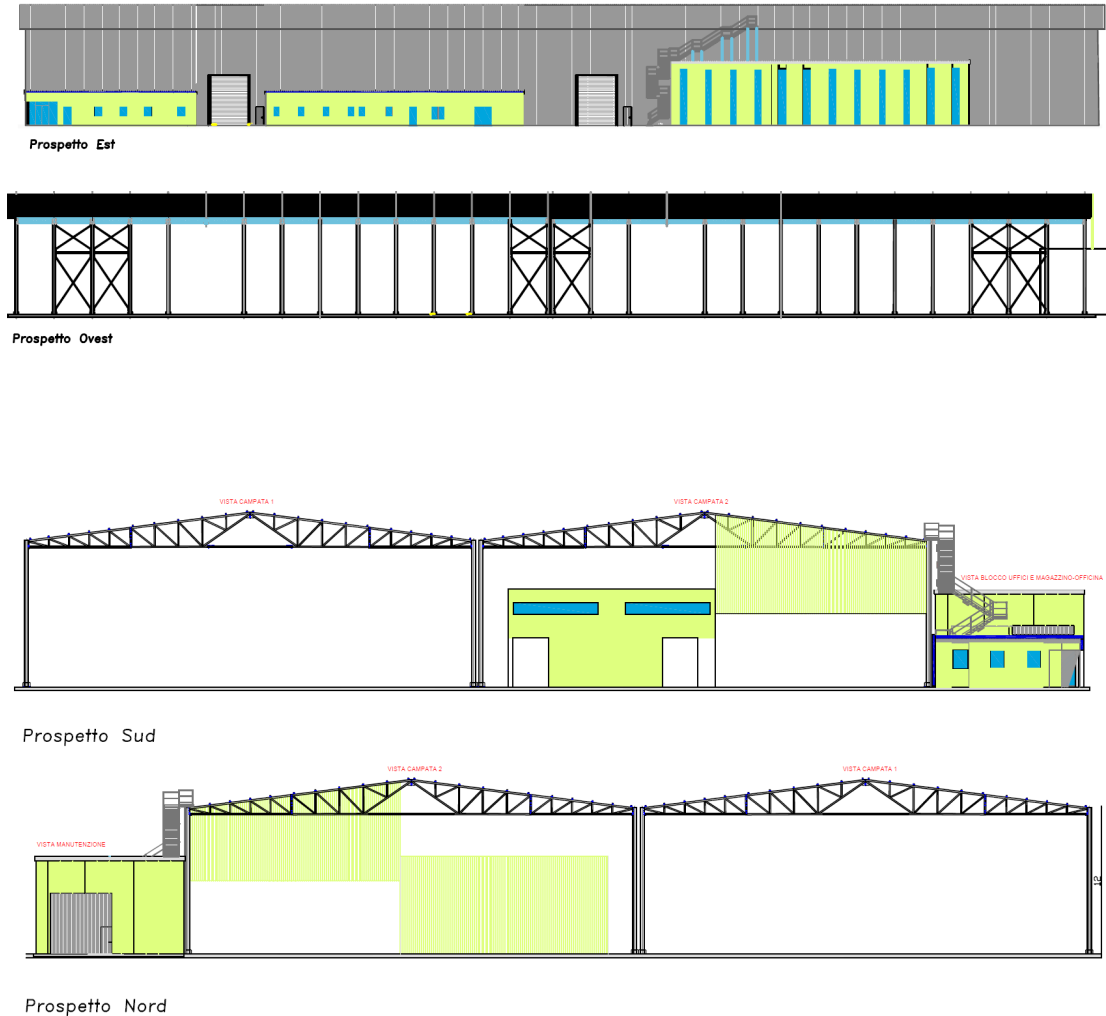 Prospetto Est
Prospetto Ovest
VISTA CAMPATA 1
VISTA CAMPATA 2
VISTA BLOCCO UFFICI E MAGAZZINO-OFFICINA
Prospetto Sud
VISTA CAMPATA 2
VISTA CAMPATA 1
VISTA MANUTENZIONE
12
Prospetto Nord